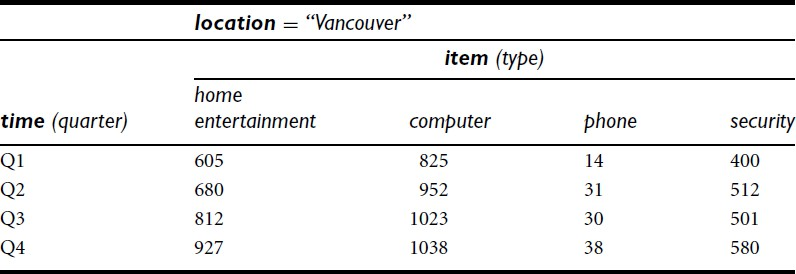 location = “Vancouver”
item (type)
home
time (quarter) entertainment computer phone security
Q1 605 825 14 400
Q2 680 952 31 512
Q3 812 1023 30 501
Q4 927 1038 38 580